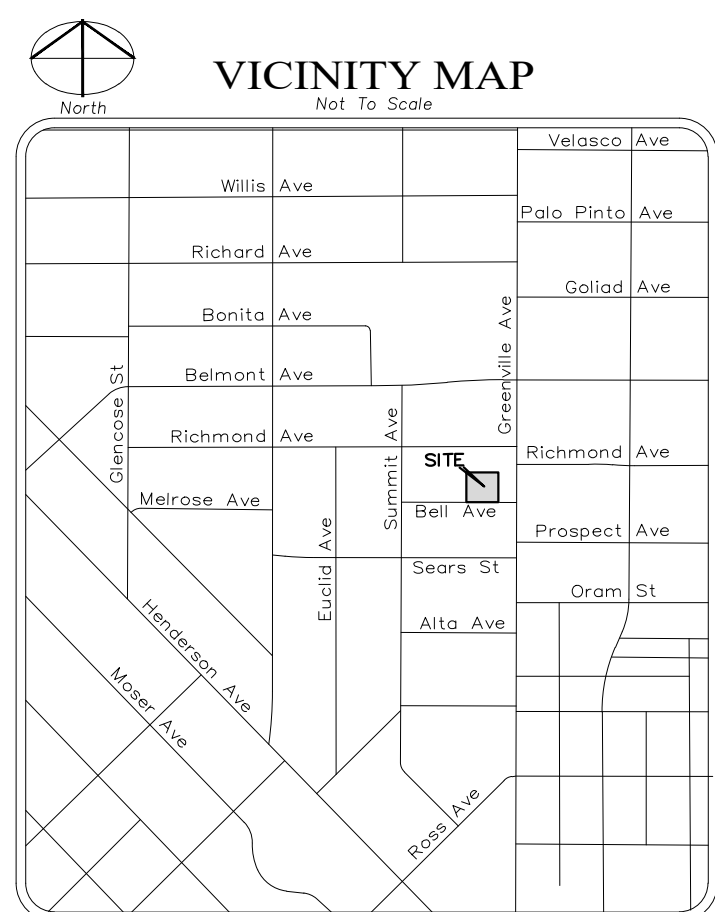 VICINITY MAP
North
Not To Scale
Velasco Ave
Willis Ave
Palo Pinto Ave
Richard Ave
Goliad Ave
Bonita Ave
Greenville Ave
Belmont Ave
Glencose St
Summit Ave
Richmond Ave
SITE
Richmond Ave
Melrose Ave
Bell Ave
Euclid Ave
Prospect Ave
Sears St
Oram St
Henderson Ave
Alta Ave
Moser Ave
Ross Ave